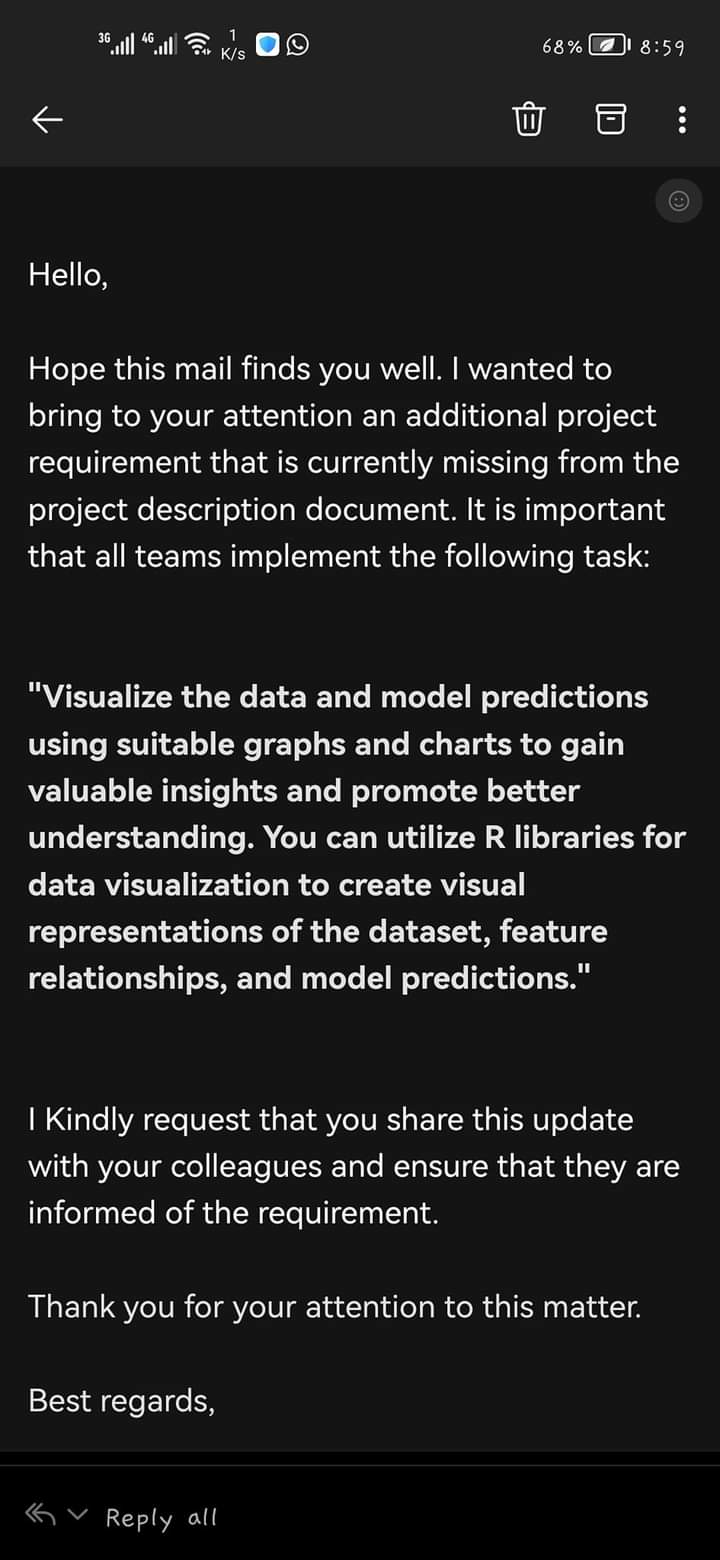 3G 4G 1 K/s 68% 8:59
Hello,
Hope this mail finds you well. I wanted to
bring to your attention an additional project
requirement that is currently missing from the
project description document. It is important
that all teams implement the following task:
"Visualize the data and model predictions
using suitable graphs and charts to gain
valuable insights and promote better
understanding. You can utilize R libraries for
data visualization to create visual
representations of the dataset, feature
relationships, and model predictions."
I Kindly request that you share this update
with your colleagues and ensure that they are
informed of the requirement.
Thank you for your attention to this matter.
Best regards,
Reply all